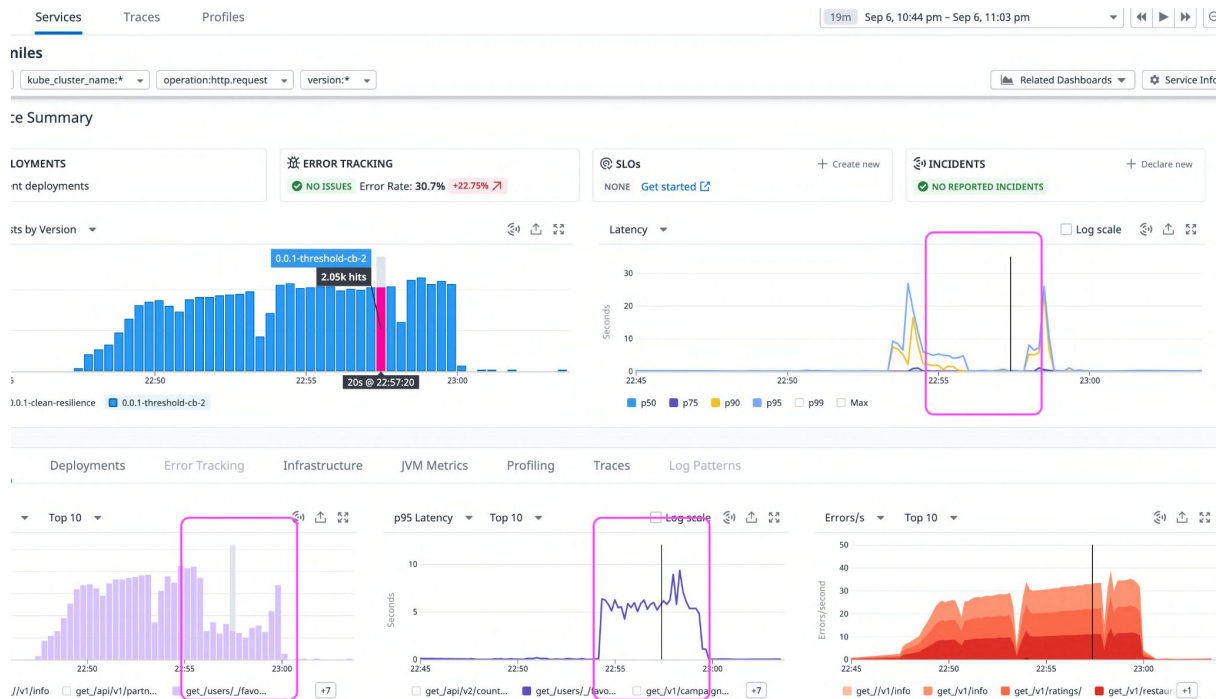 Services Traces Profiles
19m Sep 6, 10:44 pm – Sep 6, 11:03 pm
niles
kube_cluster_name:* operation:http.request version:*
Related Dashboards Service Info
ce Summary
LOYMENTS
nt deployments
ERROR TRACKING
NO ISSUES Error Rate: 30.7% +22.75%
SLOs + Create new
NONE Get started
INCIDENTS + Declare new
NO REPORTED INCIDENTS
sts by Version
0.0.1-threshold-cb-2
2.05k hits
22:50 22:55 23:00
20s @ 22:57:20
0.0.1-clean-resilience 0.0.1-threshold-cb-2
Latency Log scale
Seconds
30
20
10
0
22:45 22:50 22:55 23:00
p50 p75 p90 p95 p99 Max
Deployments Error Tracking Infrastructure JVM Metrics Profiling Traces Log Patterns
Top 10
22:50 22:55 23:00
//v1/info get_/api/v1/partn... get_/users/_/favo... +7
p95 Latency Top 10 Log scale
Seconds
10
5
0
22:45 22:50 22:55 23:00
get_/api/v2/count... get_/users/_/favo... get_/v1/campaign... +7
Errors/s Top 10
Errors/second
50
40
30
20
10
0
22:45 22:50 22:55 23:00
get_//v1/info get_/v1/info get_/v1/ratings/ get_/v1/restaur +1